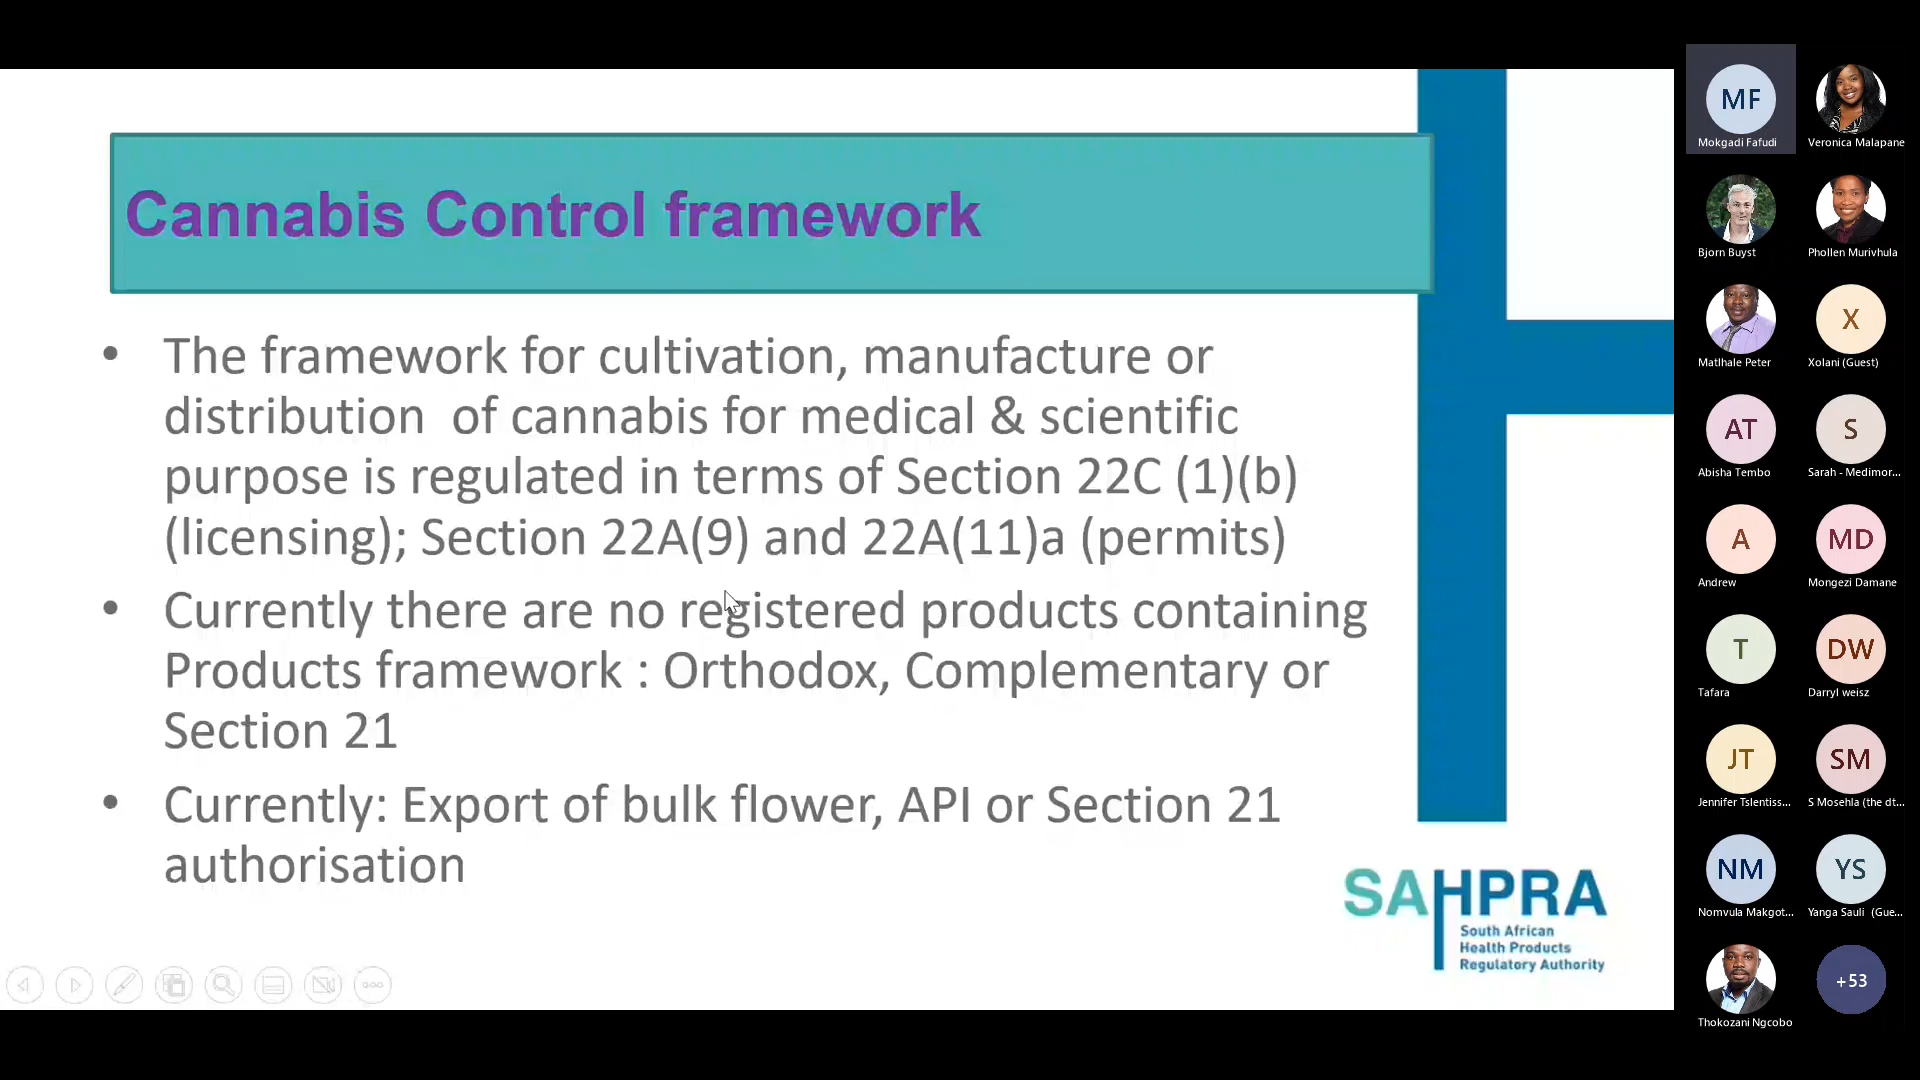 Cannabis Control framework
• The framework for cultivation, manufacture or
distribution of cannabis for medical & scientific
purpose is regulated in terms of Section 22C (1)(b)
(licensing); Section 22A(9) and 22A(11)a (permits)
• Currently there are no registered products containing
Products framework : Orthodox, Complementary or
Section 21
• Currently: Export of bulk flower, API or Section 21
authorisation
SAHPRA
South African
Health Products
Regulatory Authority
MF
Mokgadi Fafudi
Veronica Malapane
Bjorn Buyst
Phollen Murivhula
Matlhale Peter
X
Xolani (Guest)
AT
Abisha Tembo
S
Sarah - Medimor...
A
Andrew
MD
Mongezi Damane
T
Tafara
DW
Darryl weisz
JT
Jennifer Tslentiss...
SM
S Mosehla (the dt...
NM
Nomvula Makgot...
YS
Yanga Sauli (Gue...
Thokozani Ngcobo
+53